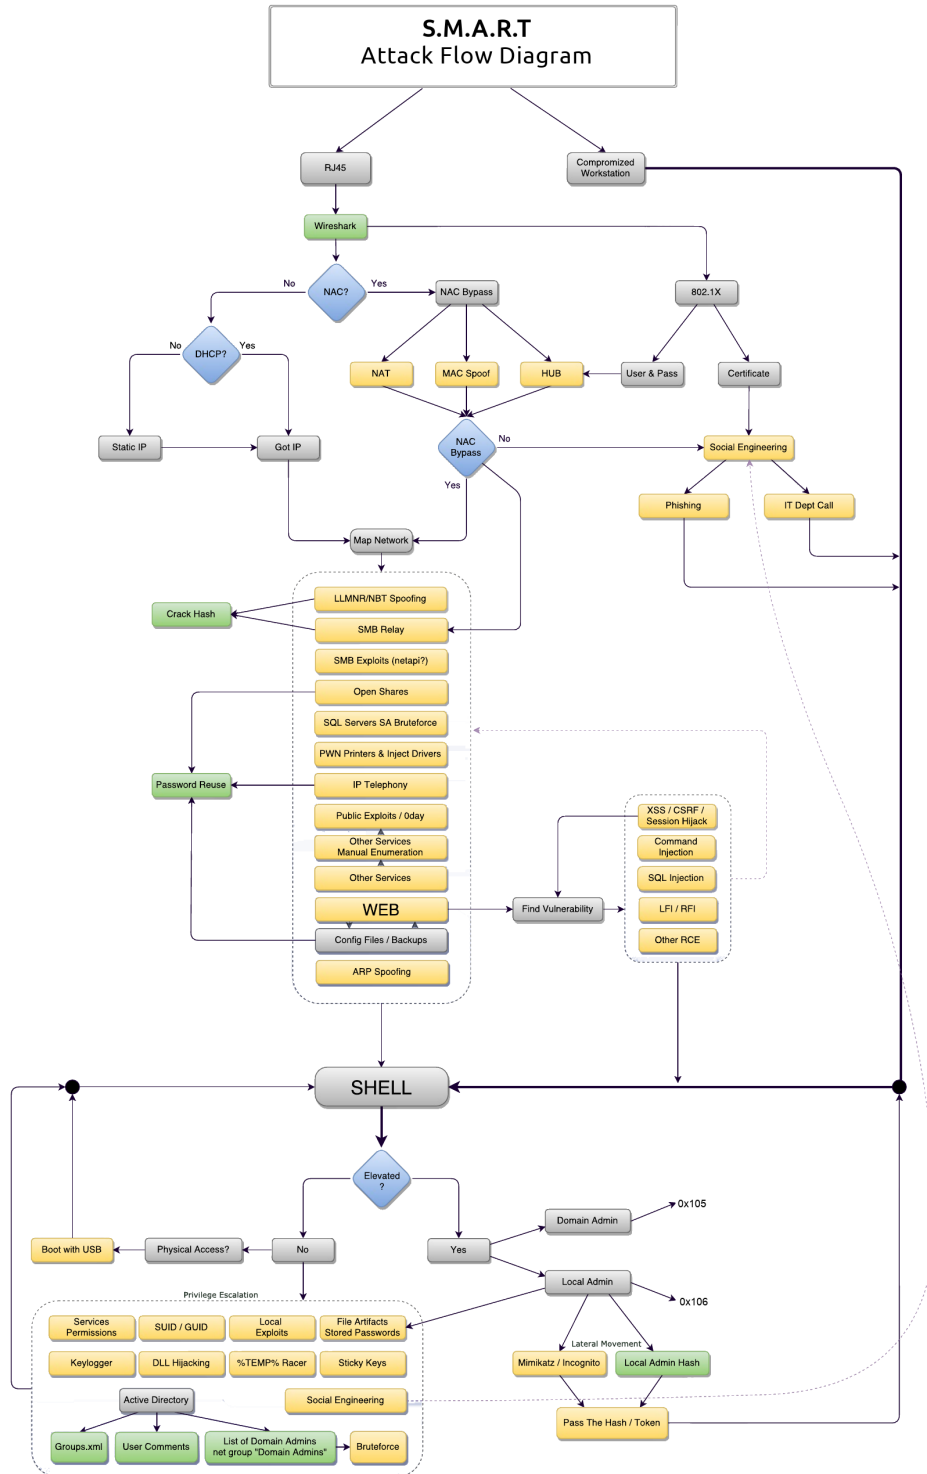 S.M.A.R.T
Attack Flow Diagram
RJ45
Compromized
Workstation
Wireshark
No
NAC?
Yes
NAC Bypass
802.1X
No
DHCP?
Yes
NAT
MAC Spoof
HUB
User & Pass
Certificate
Static IP
Got IP
NAC
Bypass
No
Yes
Social Engineering
Phishing
IT Dept Call
Map Network
LLMNR/NBT Spoofing
Crack Hash
SMB Relay
SMB Exploits (netapi?)
Open Shares
SQL Servers SA Bruteforce
PWN Printers & Inject Drivers
Password Reuse
IP Telephony
Public Exploits / 0day
Other Services
Manual Enumeration
Other Services
WEB
Config Files / Backups
ARP Spoofing
Find Vulnerability
XSS / CSRF /
Session Hijack
Command
Injection
SQL Injection
LFI / RFI
Other RCE
SHELL
Elevated
?
Boot with USB
Physical Access?
No
Yes
Domain Admin
0x105
Local Admin
0x106
Privilege Escalation
Services
Permissions
SUID / GUID
Local
Exploits
File Artifacts
Stored Passwords
Keylogger
DLL Hijacking
%TEMP% Racer
Sticky Keys
Lateral Movement
Mimikatz / Incognito
Local Admin Hash
Active Directory
Social Engineering
Pass The Hash / Token
Groups.xml
User Comments
List of Domain Admins
net group "Domain Admins"
Bruteforce